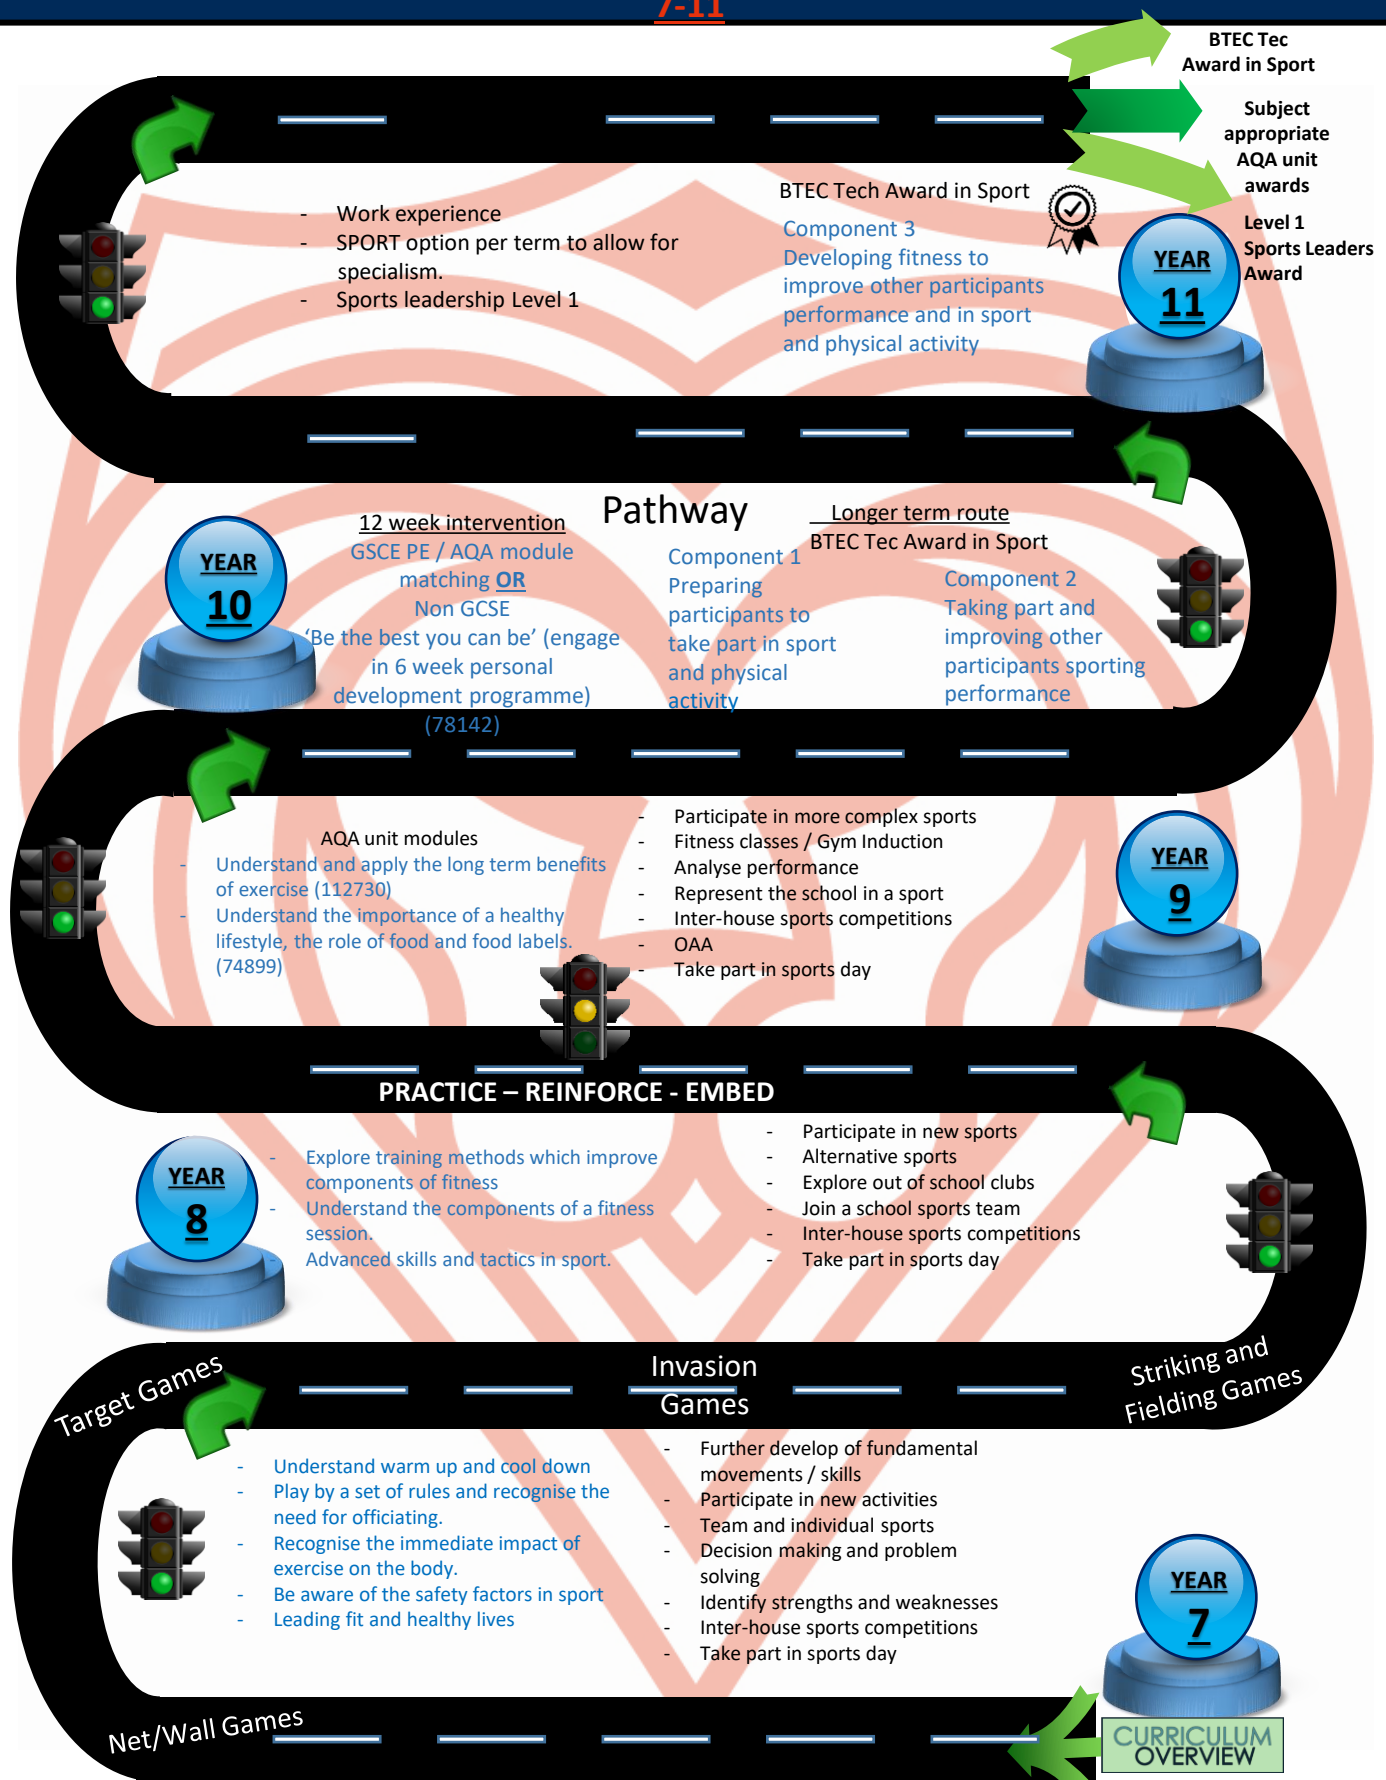 7-11
BTEC Tec
Award in Sport
Subject
appropriate
AQA unit
awards
Level 1
Sports Leaders
Award
YEAR
11
BTEC Tech Award in Sport
Component 3
Developing fitness to
improve other participants
performance and in sport
and physical activity
- Work experience
- SPORT option per term to allow for
specialism.
- Sports leadership Level 1
Pathway
YEAR
10
12 week intervention
GSCE PE / AQA module
matching OR
Non GCSE
‘Be the best you can be’ (engage
in 6 week personal
development programme)
(78142)
Longer term route
BTEC Tec Award in Sport
Component 1
Preparing
participants to
take part in sport
and physical
activity
Component 2
Taking part and
improving other
participants sporting
performance
AQA unit modules
- Understand and apply the long term benefits
of exercise (112730)
- Understand the importance of a healthy
lifestyle, the role of food and food labels.
(74899)
- Participate in more complex sports
- Fitness classes / Gym Induction
- Analyse performance
- Represent the school in a sport
- Inter-house sports competitions
- OAA
- Take part in sports day
YEAR
9
PRACTICE – REINFORCE - EMBED
YEAR
8
- Explore training methods which improve
components of fitness
- Understand the components of a fitness
session.
- Advanced skills and tactics in sport.
- Participate in new sports
- Alternative sports
- Explore out of school clubs
- Join a school sports team
- Inter-house sports competitions
- Take part in sports day
Target Games
Invasion
Games
Striking and
Fielding Games
- Understand warm up and cool down
- Play by a set of rules and recognise the
need for officiating.
- Recognise the immediate impact of
exercise on the body.
- Be aware of the safety factors in sport
- Leading fit and healthy lives
- Further develop of fundamental
movements / skills
- Participate in new activities
- Team and individual sports
- Decision making and problem
solving
- Identify strengths and weaknesses
- Inter-house sports competitions
- Take part in sports day
YEAR
7
Net/Wall Games
CURRICULUM
OVERVIEW